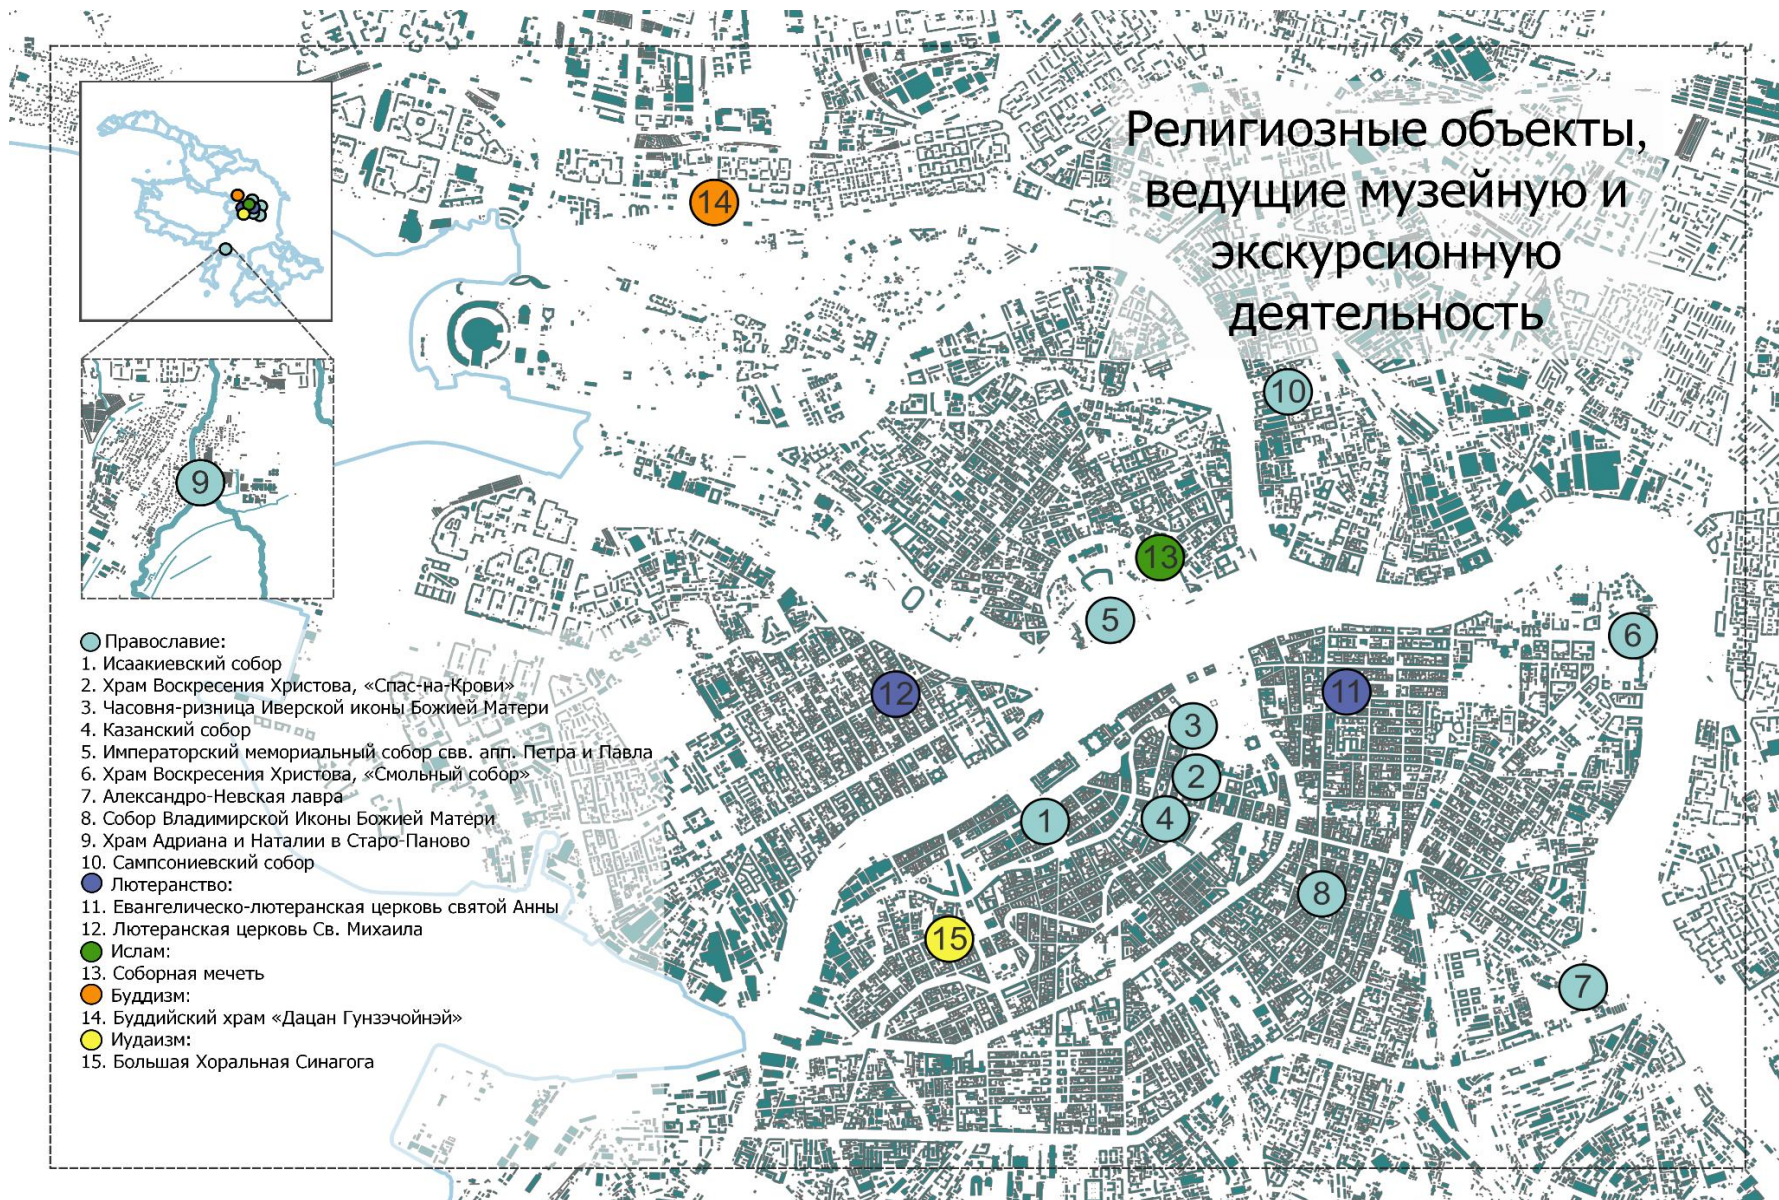 Религиозные объекты,
ведущие музейную и
экскурсионную
деятельность
14
10
9
13
5
6
12
11
3
2
1
4
8
15
7
Православие:
1. Исаакиевский собор
2. Храм Воскресения Христова, «Спас-на-Крови»
3. Часовня-ризница Иверской иконы Божией Матери
4. Казанский собор
5. Императорский мемориальный собор свв. апп. Петра и Павла
6. Храм Воскресения Христова, «Смольный собор»
7. Александро-Невская лавра
8. Собор Владимирской Иконы Божией Матери
9. Храм Адриана и Наталии в Старо-Паново
10. Сампсониевский собор
Лютеранство:
11. Евангелическо-лютеранская церковь святой Анны
12. Лютеранская церковь Св. Михаила
Ислам:
13. Соборная мечеть
Буддизм:
14. Буддийский храм «Дацан Гунзэчойнэй»
Иудаизм:
15. Большая Хоральная Синагога